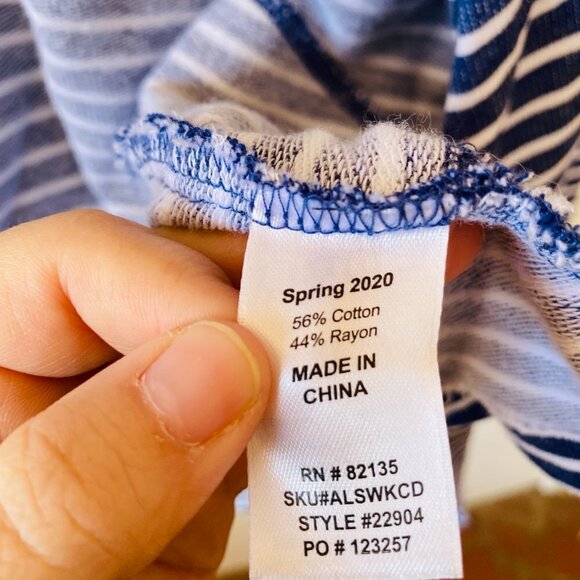 Spring 2020
56% Cotton
44% Rayon
MADE IN
CHINA
RN # 82135
SKU#ALSWKCD
STYLE #22904
PO # 123257